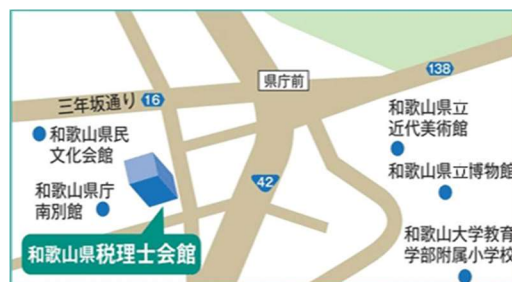 県庁前
138
三年坂通り 16
和歌山県民
文化会館
和歌山県立
近代美術館
和歌山県立博物館
和歌山県庁
南別館
42
和歌山県税理士会館
和歌山大学教育
学部附属小学校